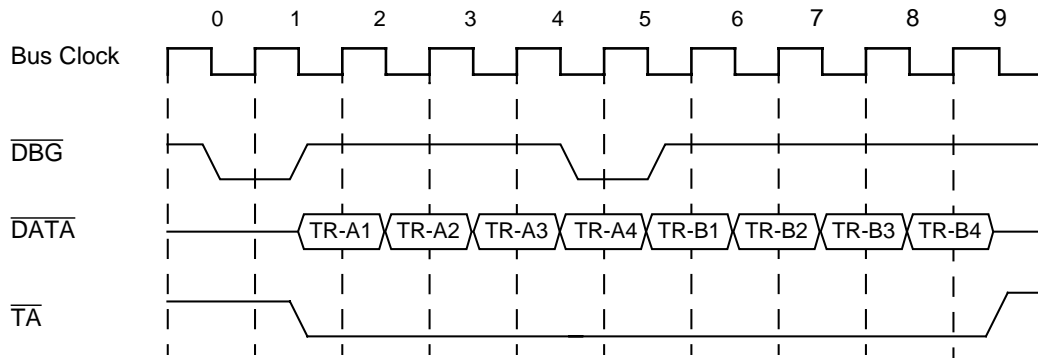 0 1 2 3 4 5 6 7 8 9
Bus Clock
DBG
DATA
TR-A1 TR-A2 TR-A3 TR-A4 TR-B1 TR-B2 TR-B3 TR-B4
TA